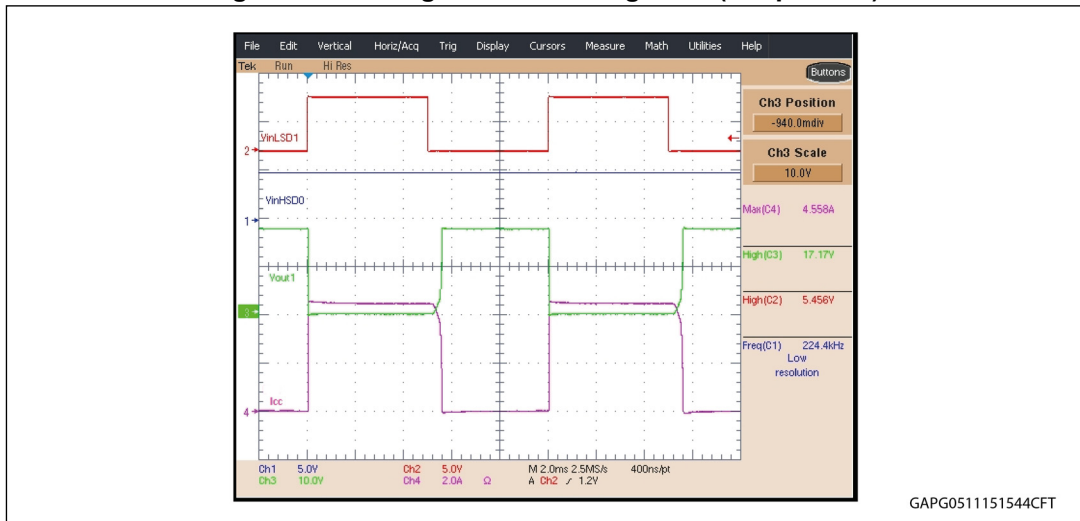 File Edit Vertical Horiz/Acq Trig Display Cursors Measure Math Utilities Help
Tek Run Hi Res
Buttons
Ch3 Position
-940.0mdiv
Ch3 Scale
10.0V
VinLSD1
2
VinHSD0
1
Max(C4) 4.558A
High(C3) 17.17V
Vout1
3
High(C2) 5.456V
Freq(C1) 224.4kHz
Low
resolution
Icc
4
Ch1 5.0V Ch2 5.0V M 2.0ms 2.5MS/s 400ns/pt
Ch3 10.0V Ch4 2.0A Ω A Ch2 ∕ 1.2V
GAPG0511151544CFT